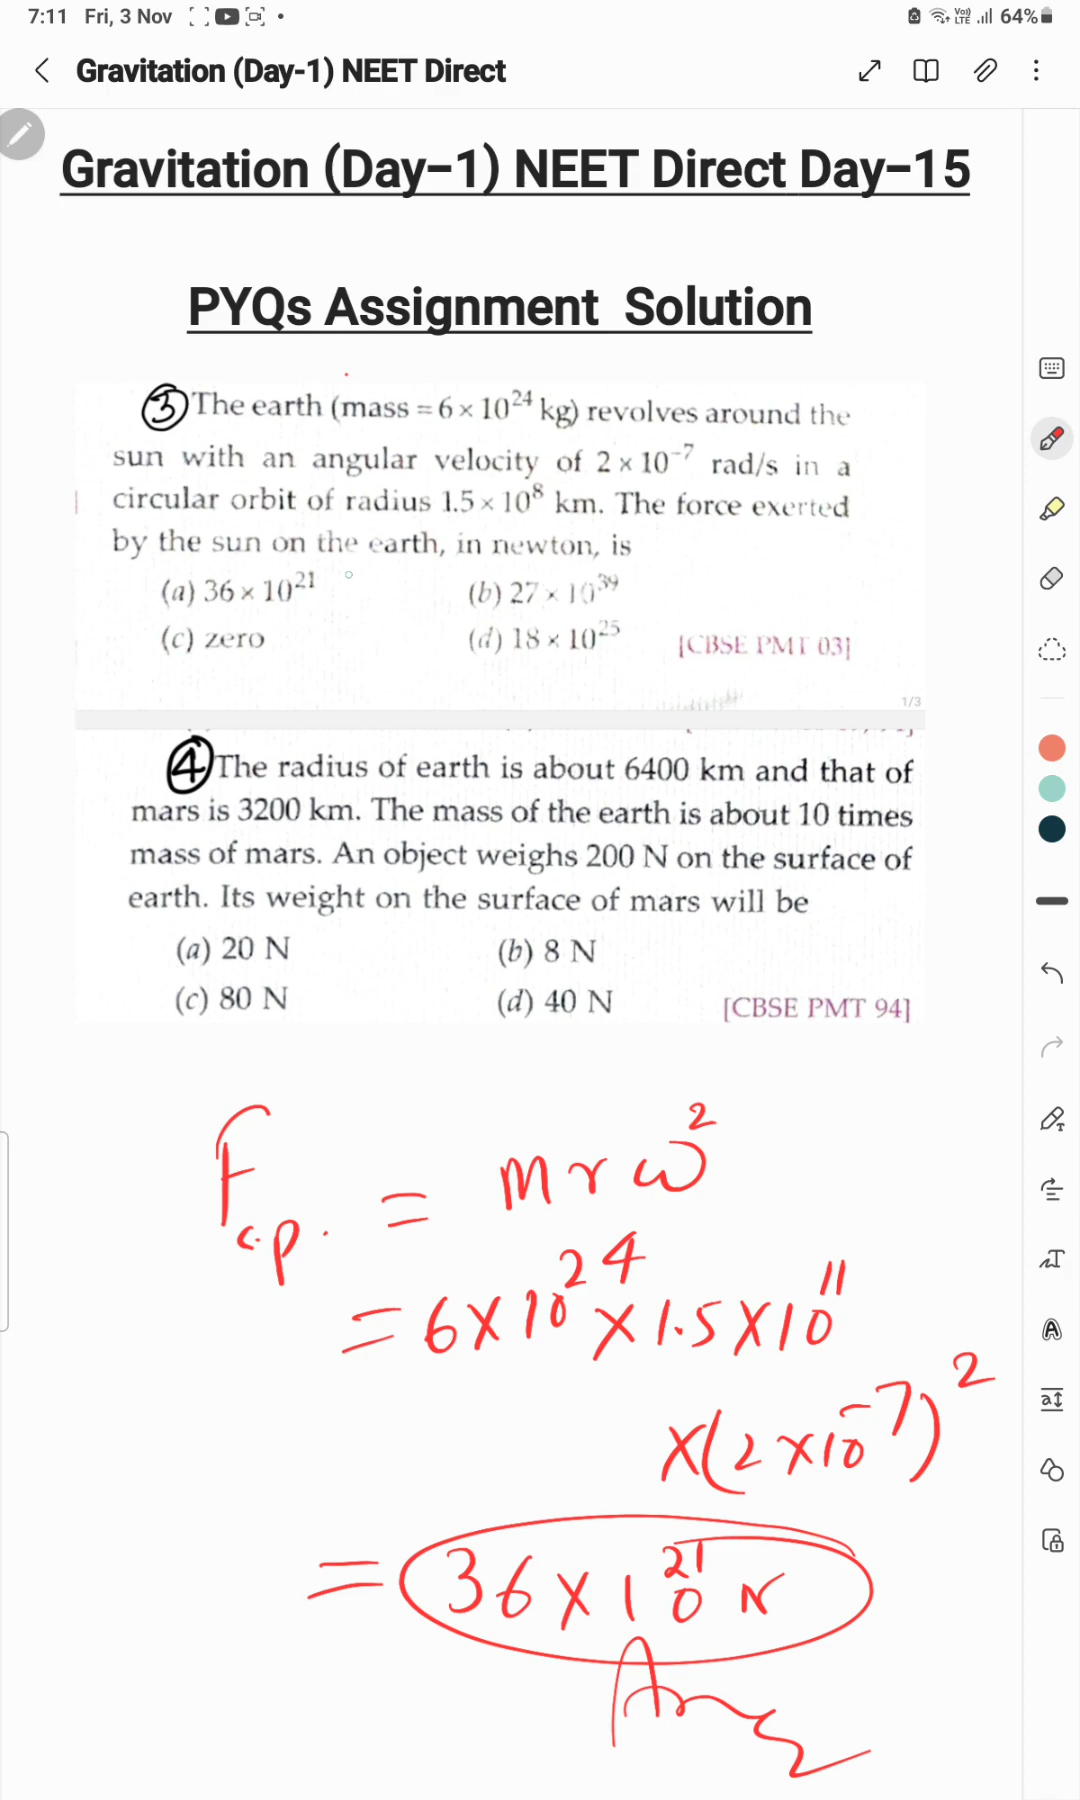 7:11 Fri, 3 Nov
64%
Gravitation (Day-1) NEET Direct
Gravitation (Day-1) NEET Direct Day-15
PYQs Assignment Solution
③ The earth (mass = 6 × 10²⁴ kg) revolves around the
sun with an angular velocity of 2 × 10⁻⁷ rad/s in a
circular orbit of radius 1.5 × 10⁸ km. The force exerted
by the sun on the earth, in newton, is
(a) 36 × 10²¹ (b) 27 × 10³⁹
(c) zero (d) 18 × 10²⁵ [CBSE PMT 03]
1/3
④ The radius of earth is about 6400 km and that of
mars is 3200 km. The mass of the earth is about 10 times
mass of mars. An object weighs 200 N on the surface of
earth. Its weight on the surface of mars will be
(a) 20 N (b) 8 N
(c) 80 N (d) 40 N [CBSE PMT 94]
F c.p. = m r ω²
= 6 × 10²⁴ × 1.5 × 10¹¹
× (2 × 10⁻⁷)²
= 36 × 10²¹ N
Ans